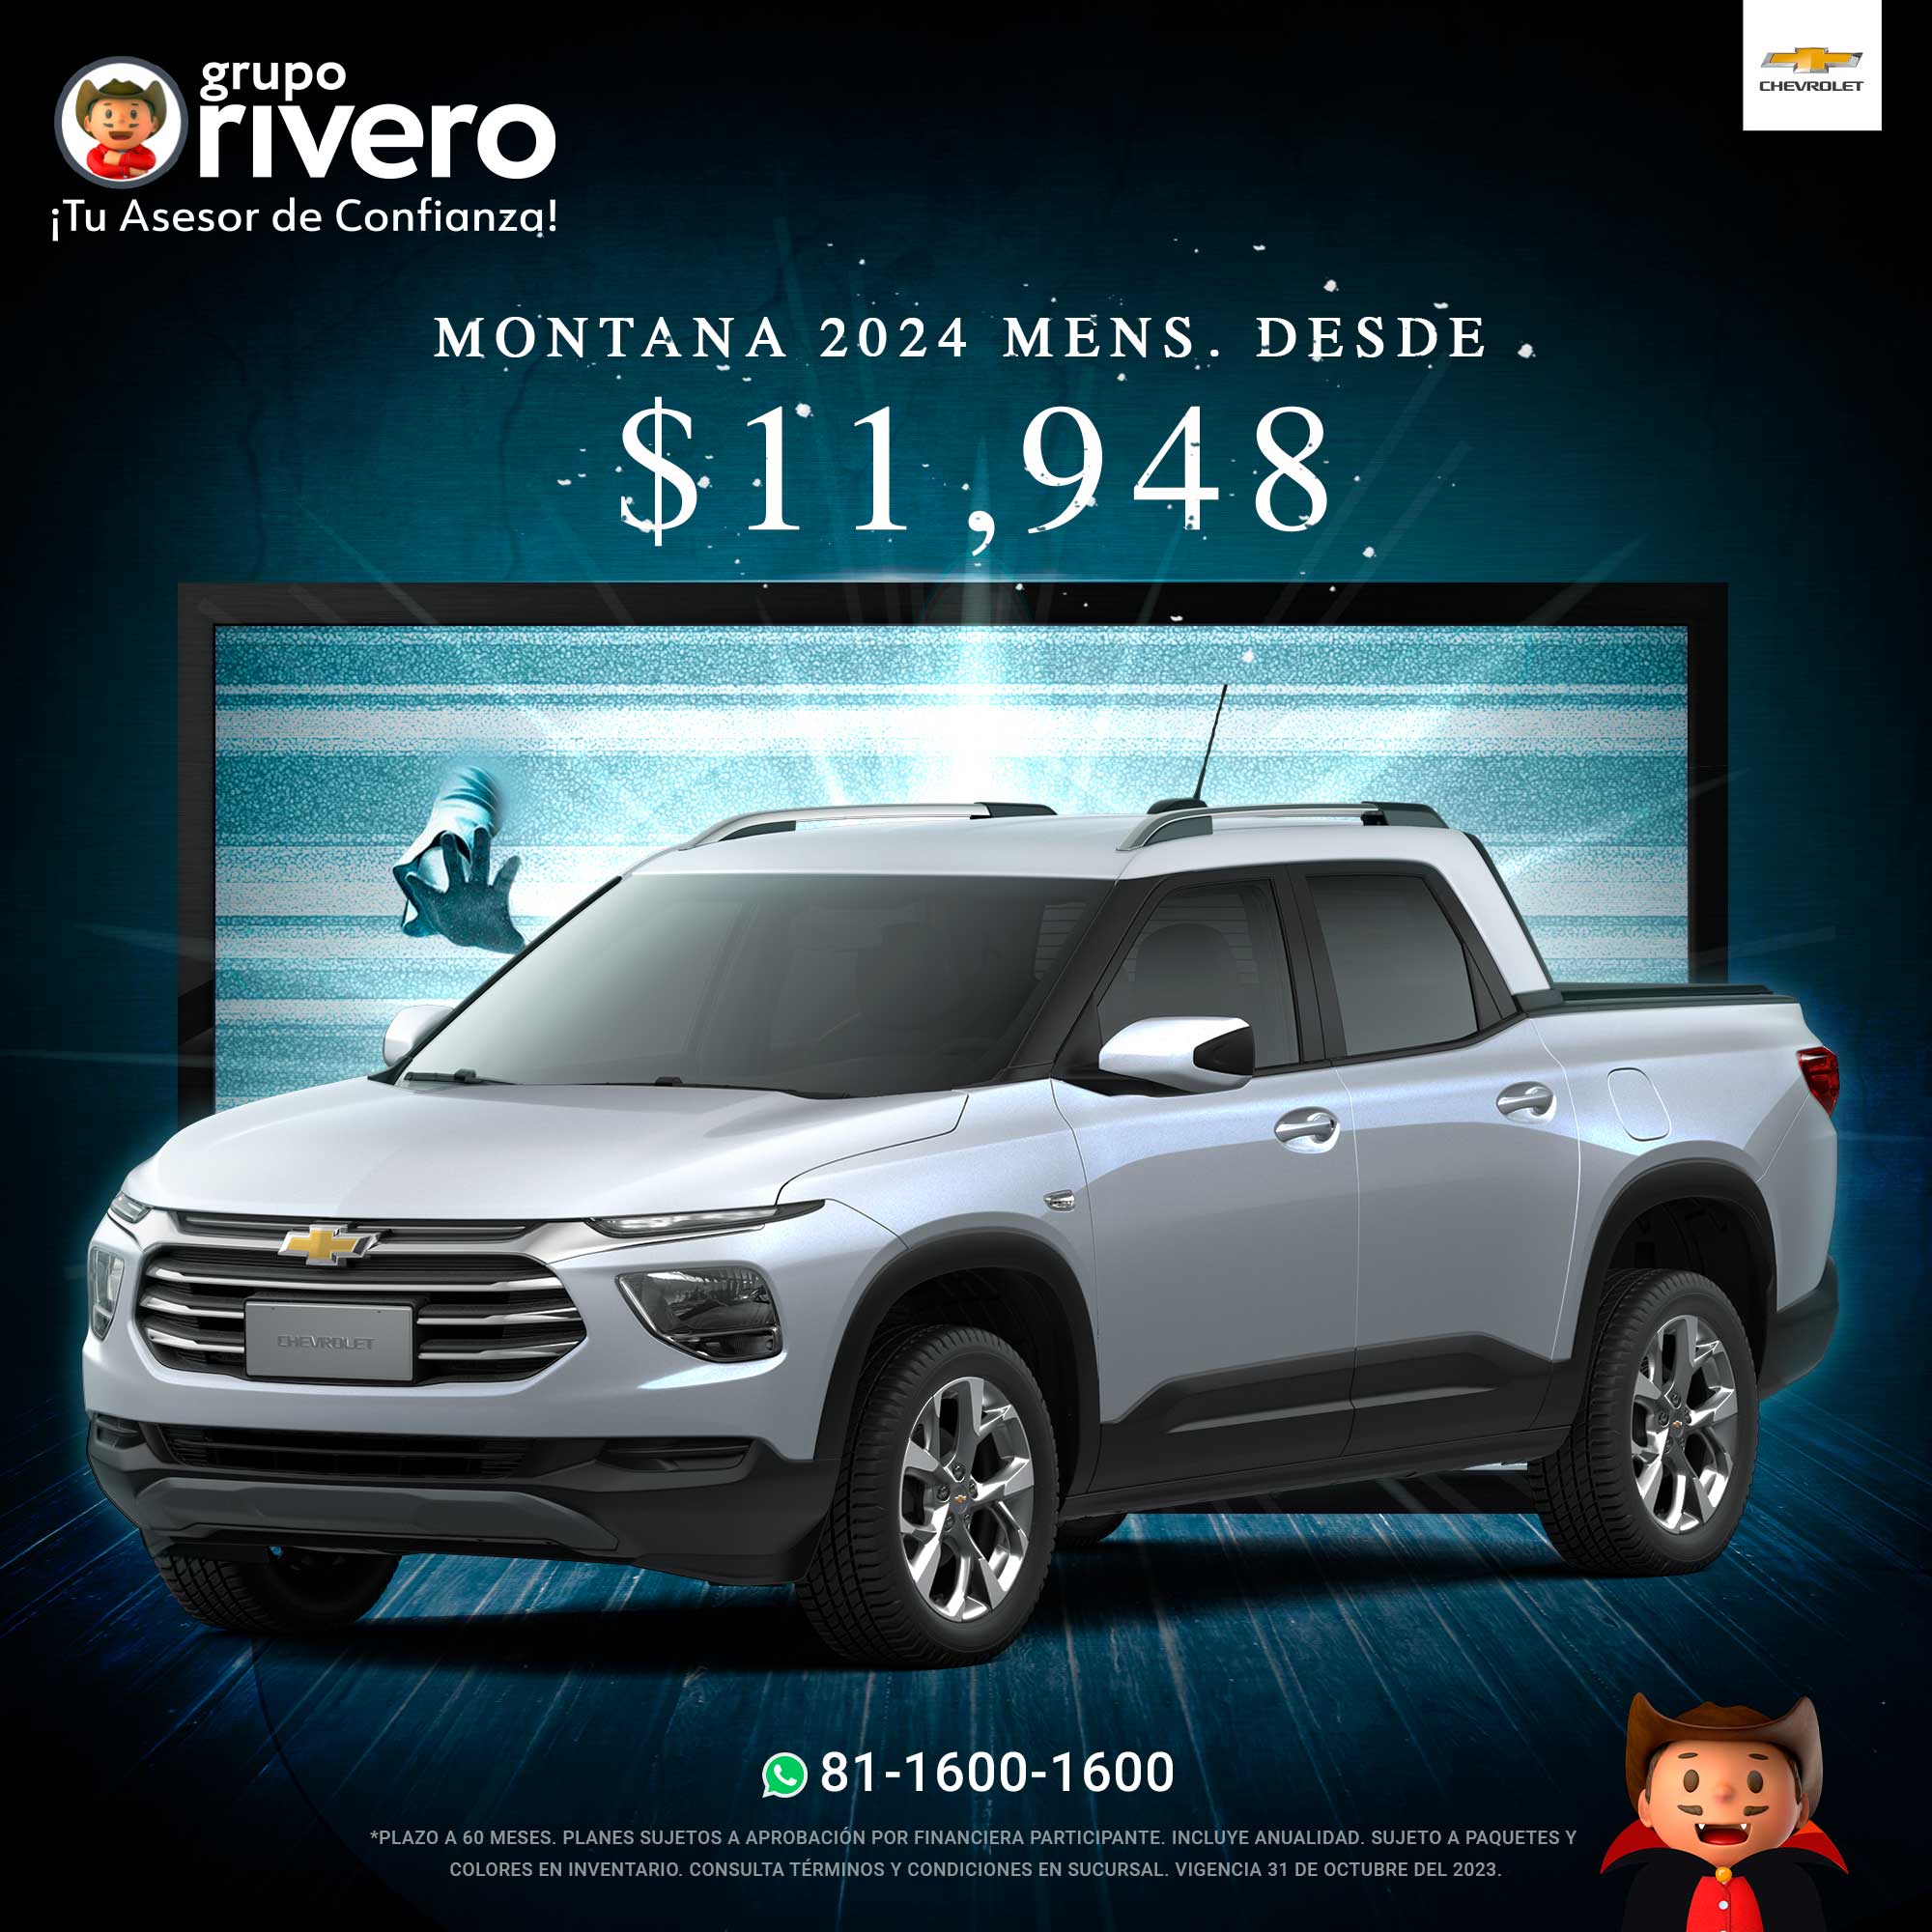 grupo
rivero
¡Tu Asesor de Confianza!
CHEVROLET
MONTANA 2024 MENS. DESDE
$11,948
CHEVROLET
81-1600-1600
*PLAZO A 60 MESES. PLANES SUJETOS A APROBACIÓN POR FINANCIERA PARTICIPANTE. INCLUYE ANUALIDAD. SUJETO A PAQUETES Y
COLORES EN INVENTARIO. CONSULTA TÉRMINOS Y CONDICIONES EN SUCURSAL. VIGENCIA 31 DE OCTUBRE DEL 2023.